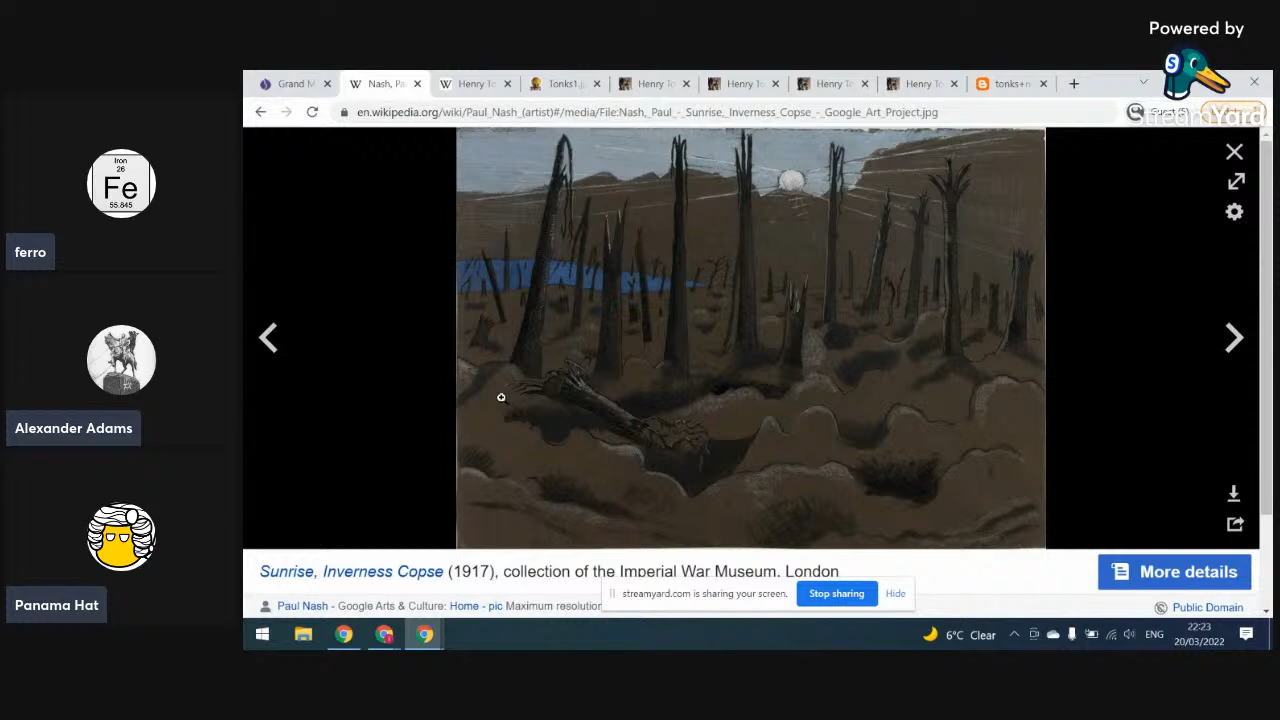 Powered by
StreamYard
Grand M
Nash, Pa
Henry To
Tonks1.j
Henry To
Henry To
Henry To
Henry To
tonks+n
en.wikipedia.org/wiki/Paul_Nash_(artist)#/media/File:Nash,_Paul_-_Sunrise,_Inverness_Copse_-_Google_Art_Project.jpg
Iron
26
Fe
55.845
ferro
Alexander Adams
Panama Hat
Sunrise, Inverness Copse (1917), collection of the Imperial War Museum, London
More details
streamyard.com is sharing your screen.
Stop sharing
Hide
Paul Nash - Google Arts & Culture: Home - pic Maximum resolution
Public Domain
6°C Clear
ENG
22:23
20/03/2022